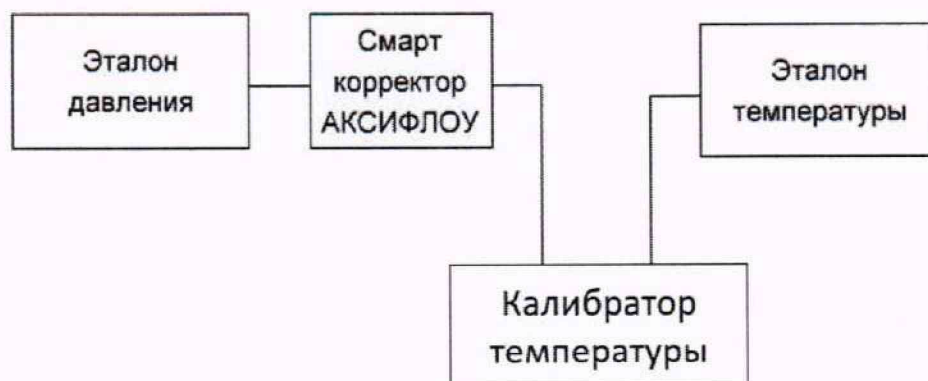 Эталон
давления
Смарт
корректор
АКСИФЛОУ
Эталон
температуры
Калибратор
температуры